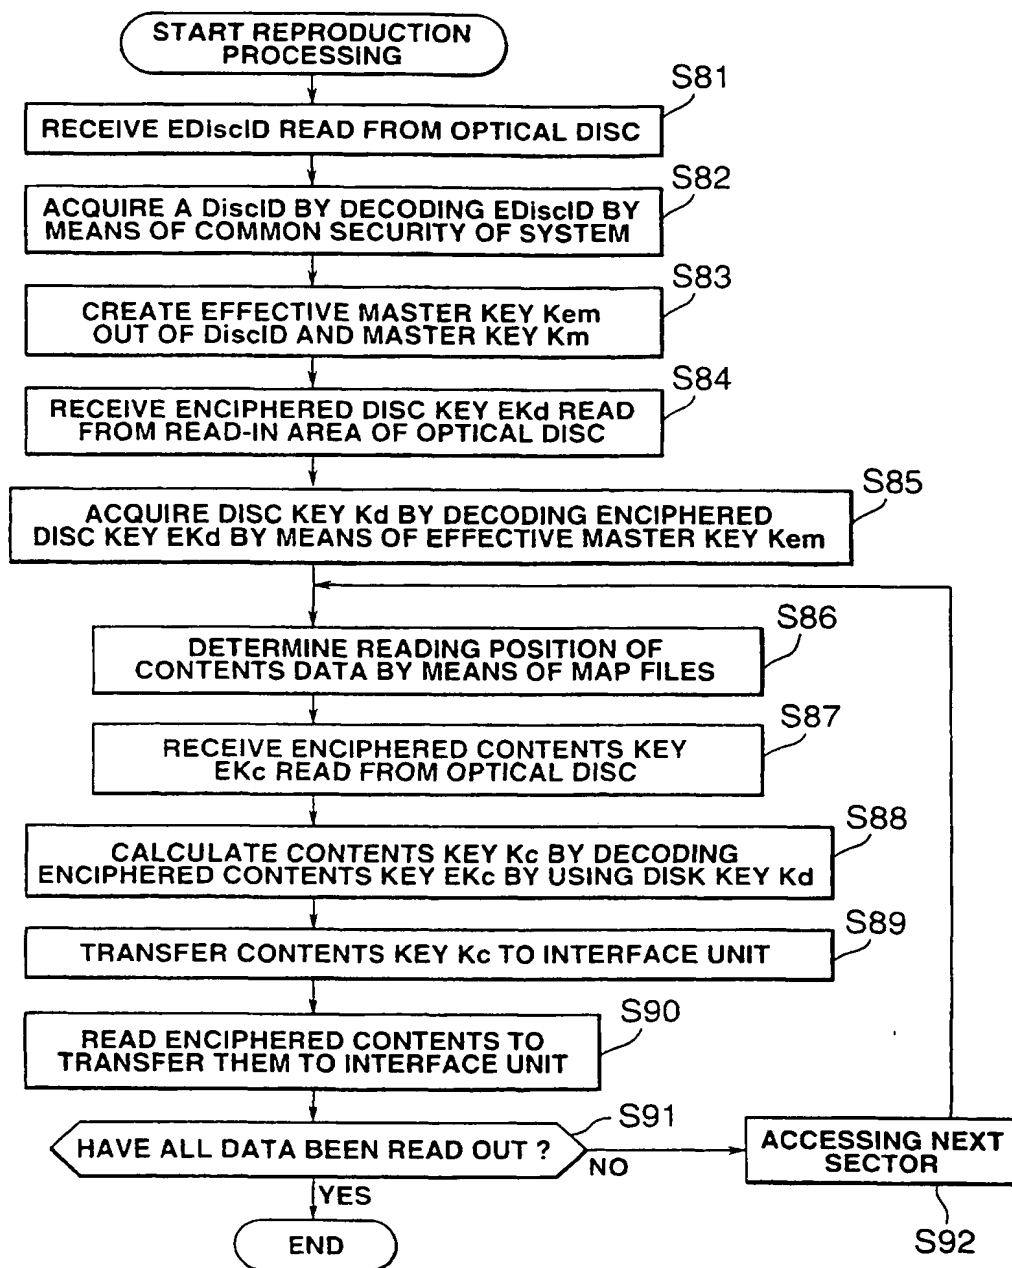 START REPRODUCTION
PROCESSING
S81
RECEIVE EDiscID READ FROM OPTICAL DISC
S82
ACQUIRE A DiscID BY DECODING EDiscID BY
MEANS OF COMMON SECURITY OF SYSTEM
S83
CREATE EFFECTIVE MASTER KEY Kem
OUT OF DiscID AND MASTER KEY Km
S84
RECEIVE ENCIPHERED DISC KEY EKd READ
FROM READ-IN AREA OF OPTICAL DISC
S85
ACQUIRE DISC KEY Kd BY DECODING ENCIPHERED
DISC KEY EKd BY MEANS OF EFFECTIVE MASTER KEY Kem
S86
DETERMINE READING POSITION OF
CONTENTS DATA BY MEANS OF MAP FILES
S87
RECEIVE ENCIPHERED CONTENTS KEY
EKc READ FROM OPTICAL DISC
S88
CALCULATE CONTENTS KEY Kc BY DECODING
ENCIPHERED CONTENTS KEY EKc BY USING DISK KEY Kd
S89
TRANSFER CONTENTS KEY Kc TO INTERFACE UNIT
S90
READ ENCIPHERED CONTENTS TO
TRANSFER THEM TO INTERFACE UNIT
S91
HAVE ALL DATA BEEN READ OUT ?
NO
ACCESSING NEXT
SECTOR
S92
YES
END